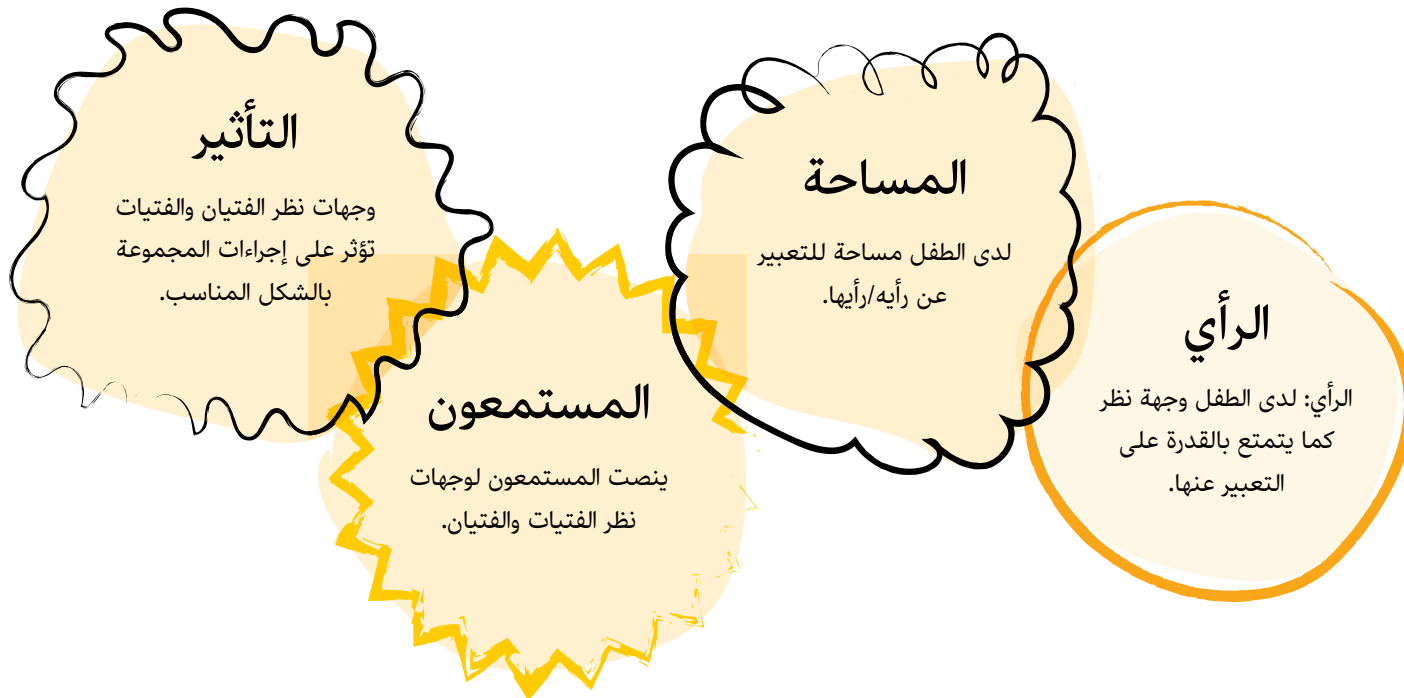 الرأي
الرأي: لدى الطفل وجهة نظر
كما يتمتع بالقدرة على
التعبير عنها.
المساحة
لدى الطفل مساحة للتعبير
عن رأيه/رأيها.
المستمعون
ينصت المستمعون لوجهات
نظر الفتيات والفتيان.
التأثير
وجهات نظر الفتيان والفتيات
تؤثر على إجراءات المجموعة
بالشكل المناسب.